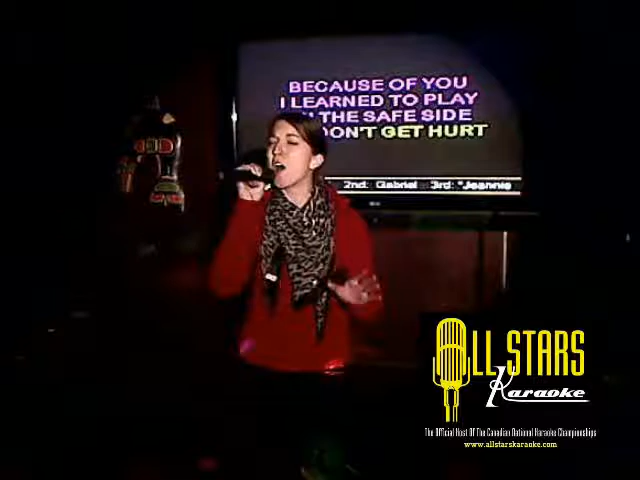 BECAUSE OF YOU
I LEARNED TO PLAY
THE SAFE SIDE
DON'T GET HURT
2nd: Gabriel 3rd: "Jeannie
ALL STARS
Karaoke
The Official Host Of The Canadian National Karaoke Championships
www.allstarskaraoke.com